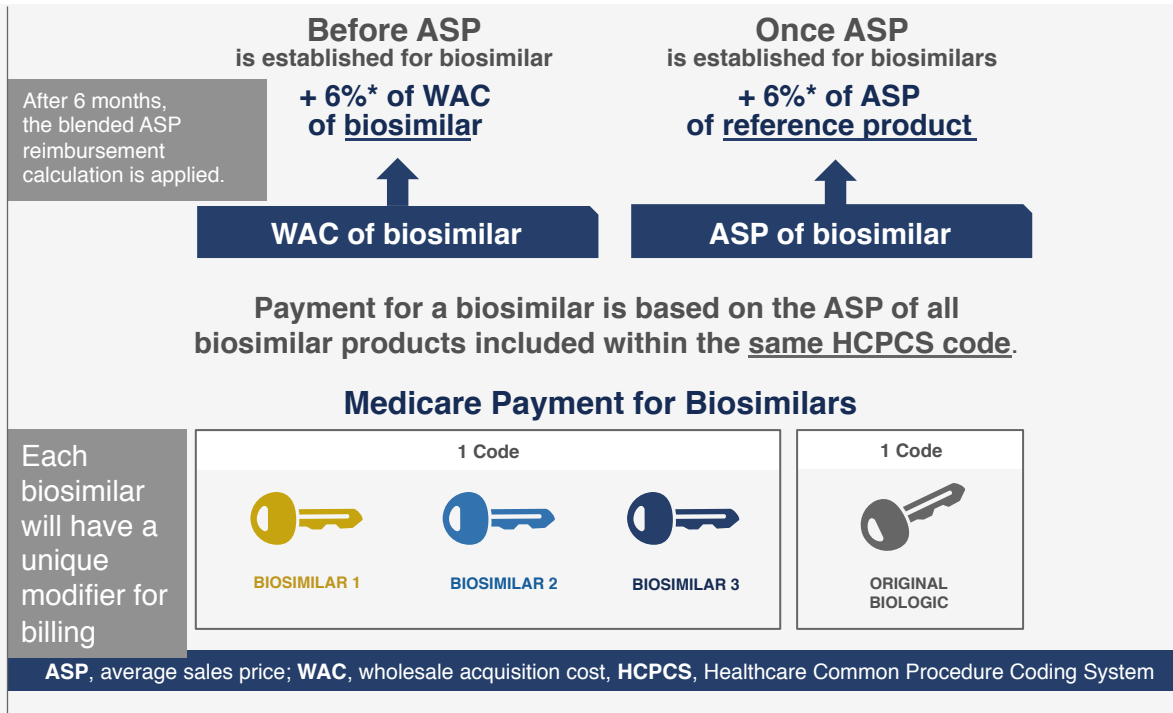 Before ASP
is established for biosimilar
+ 6%* of WAC
of biosimilar
WAC of biosimilar
Once ASP
is established for biosimilars
+ 6%* of ASP
of reference product
ASP of biosimilar
After 6 months,
the blended ASP
reimbursement
calculation is applied.
Payment for a biosimilar is based on the ASP of all
biosimilar products included within the same HCPCS code.
Medicare Payment for Biosimilars
Each
biosimilar
will have a
unique
modifier for
billing
1 Code
BIOSIMILAR 1
BIOSIMILAR 2
BIOSIMILAR 3
1 Code
ORIGINAL
BIOLOGIC
ASP, average sales price; WAC, wholesale acquisition cost, HCPCS, Healthcare Common Procedure Coding System